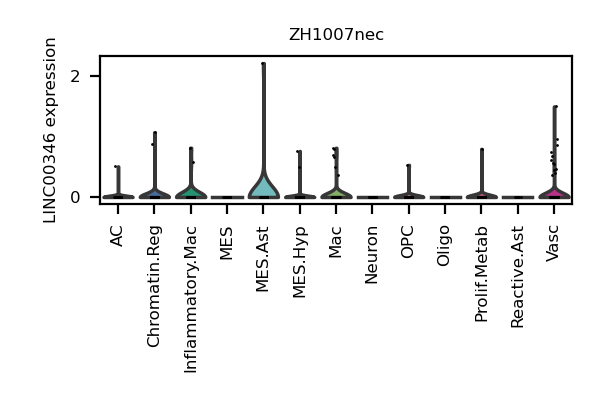 ZH1007nec
LINC00346 expression
2
0
AC
Chromatin.Reg
Inflammatory.Mac
MES
MES.Ast
MES.Hyp
Mac
Neuron
OPC
Oligo
Prolif.Metab
Reactive.Ast
Vasc